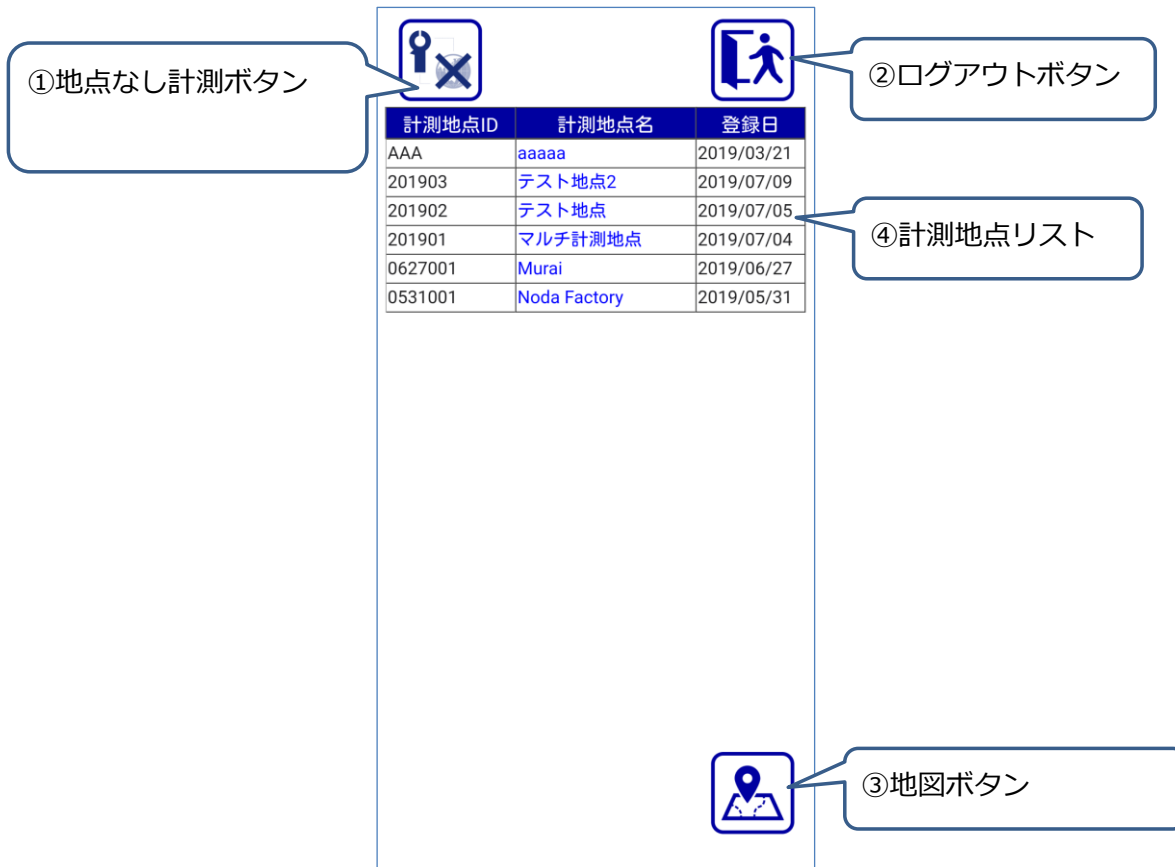 ①地点なし計測ボタン
②ログアウトボタン
計測地点ID 計測地点名 登録日
AAA aaaaa 2019/03/21
201903 テスト地点2 2019/07/09
201902 テスト地点 2019/07/05
201901 マルチ計測地点 2019/07/04
0627001 Murai 2019/06/27
0531001 Noda Factory 2019/05/31
④計測地点リスト
③地図ボタン